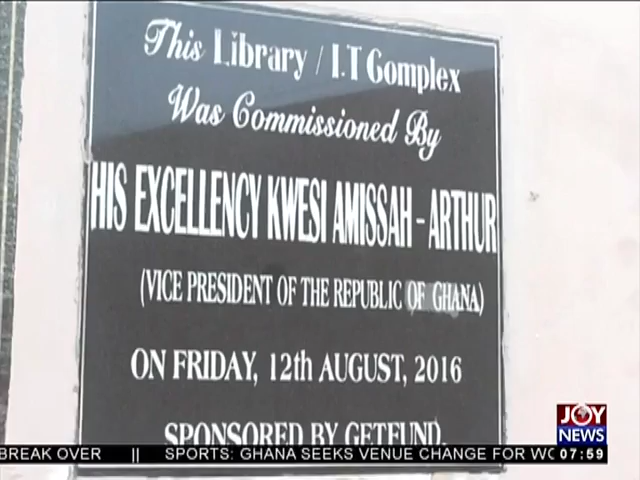 This Library / I.T Complex
Was Commissioned By
HIS EXCELLENCY KWESI AMISSAH - ARTHUR
(VICE PRESIDENT OF THE REPUBLIC OF GHANA)
ON FRIDAY, 12th AUGUST, 2016
SPONSORED BY GETFUND.
JOY
NEWS
BREAK OVER || SPORTS: GHANA SEEKS VENUE CHANGE FOR WC
07:59